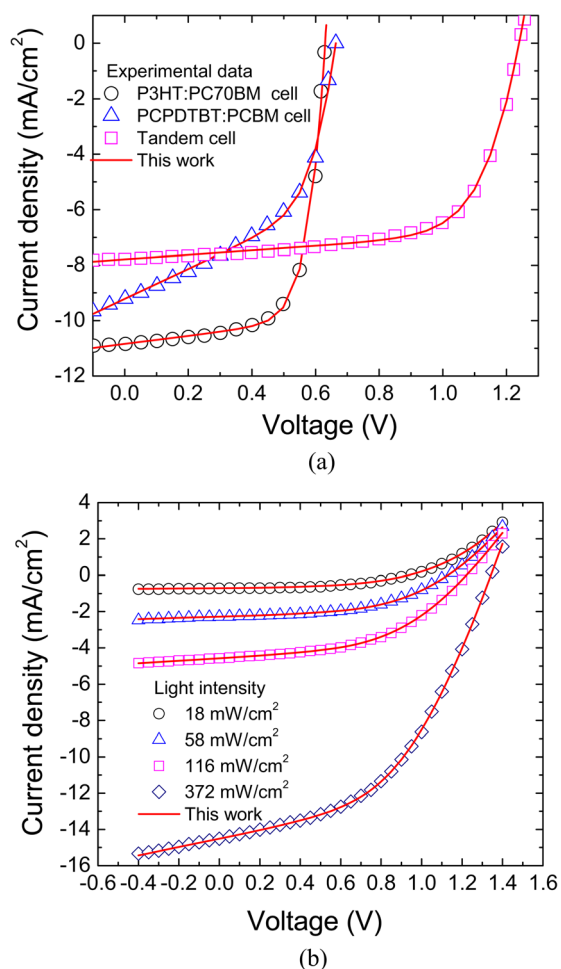 0
-2
-4
-6
-8
-10
-12
Current density (mA/cm²)
Experimental data
P3HT:PC70BM cell
PCPDTBT:PCBM cell
Tandem cell
This work
0.0 0.2 0.4 0.6 0.8 1.0 1.2
Voltage (V)
(a)
4
2
0
-2
-4
-6
-8
-10
-12
-14
-16
Current density (mA/cm²)
Light intensity
18 mW/cm²
58 mW/cm²
116 mW/cm²
372 mW/cm²
This work
-0.6 -0.4 -0.2 0.0 0.2 0.4 0.6 0.8 1.0 1.2 1.4 1.6
Voltage (V)
(b)